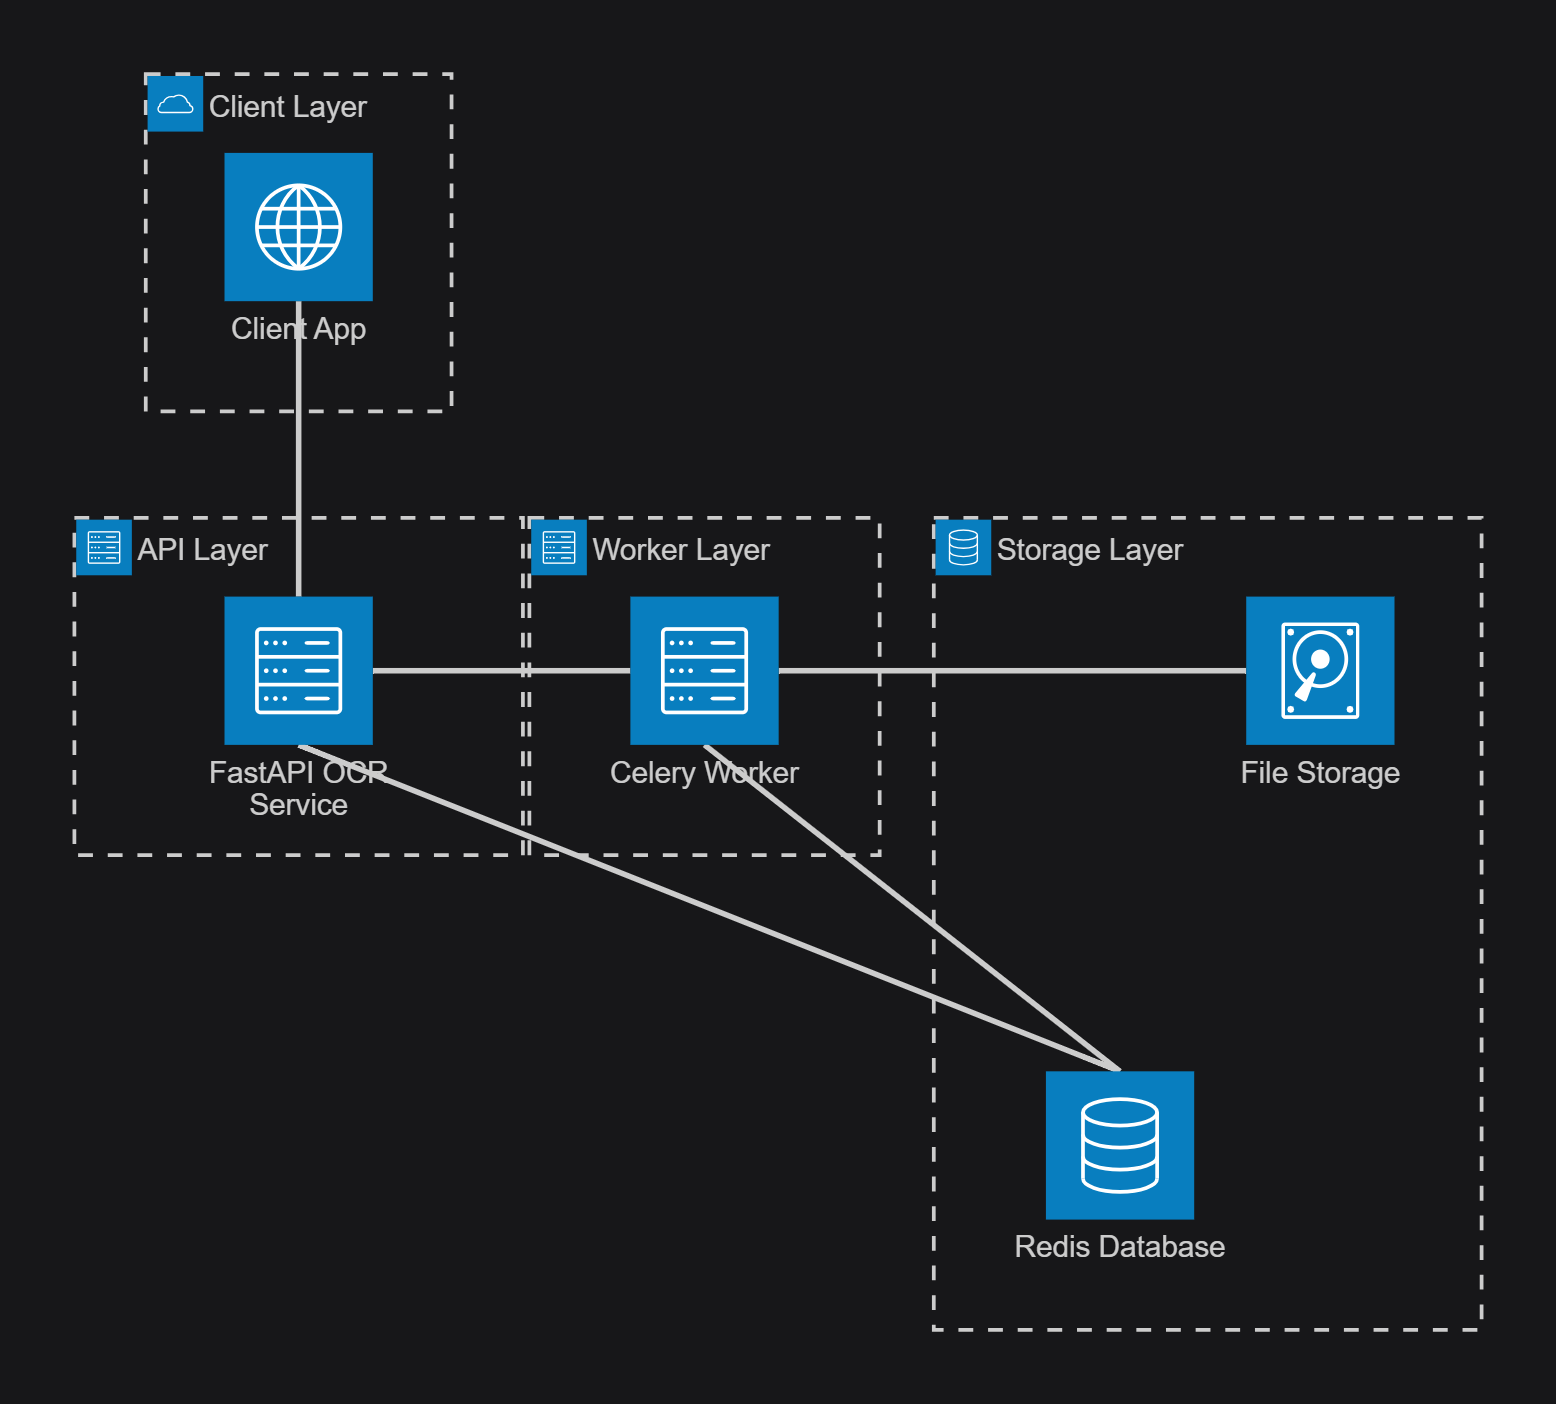 Client Layer
Client App
API Layer
Worker Layer
Storage Layer
FastAPI OCR
Service
Celery Worker
File Storage
Redis Database